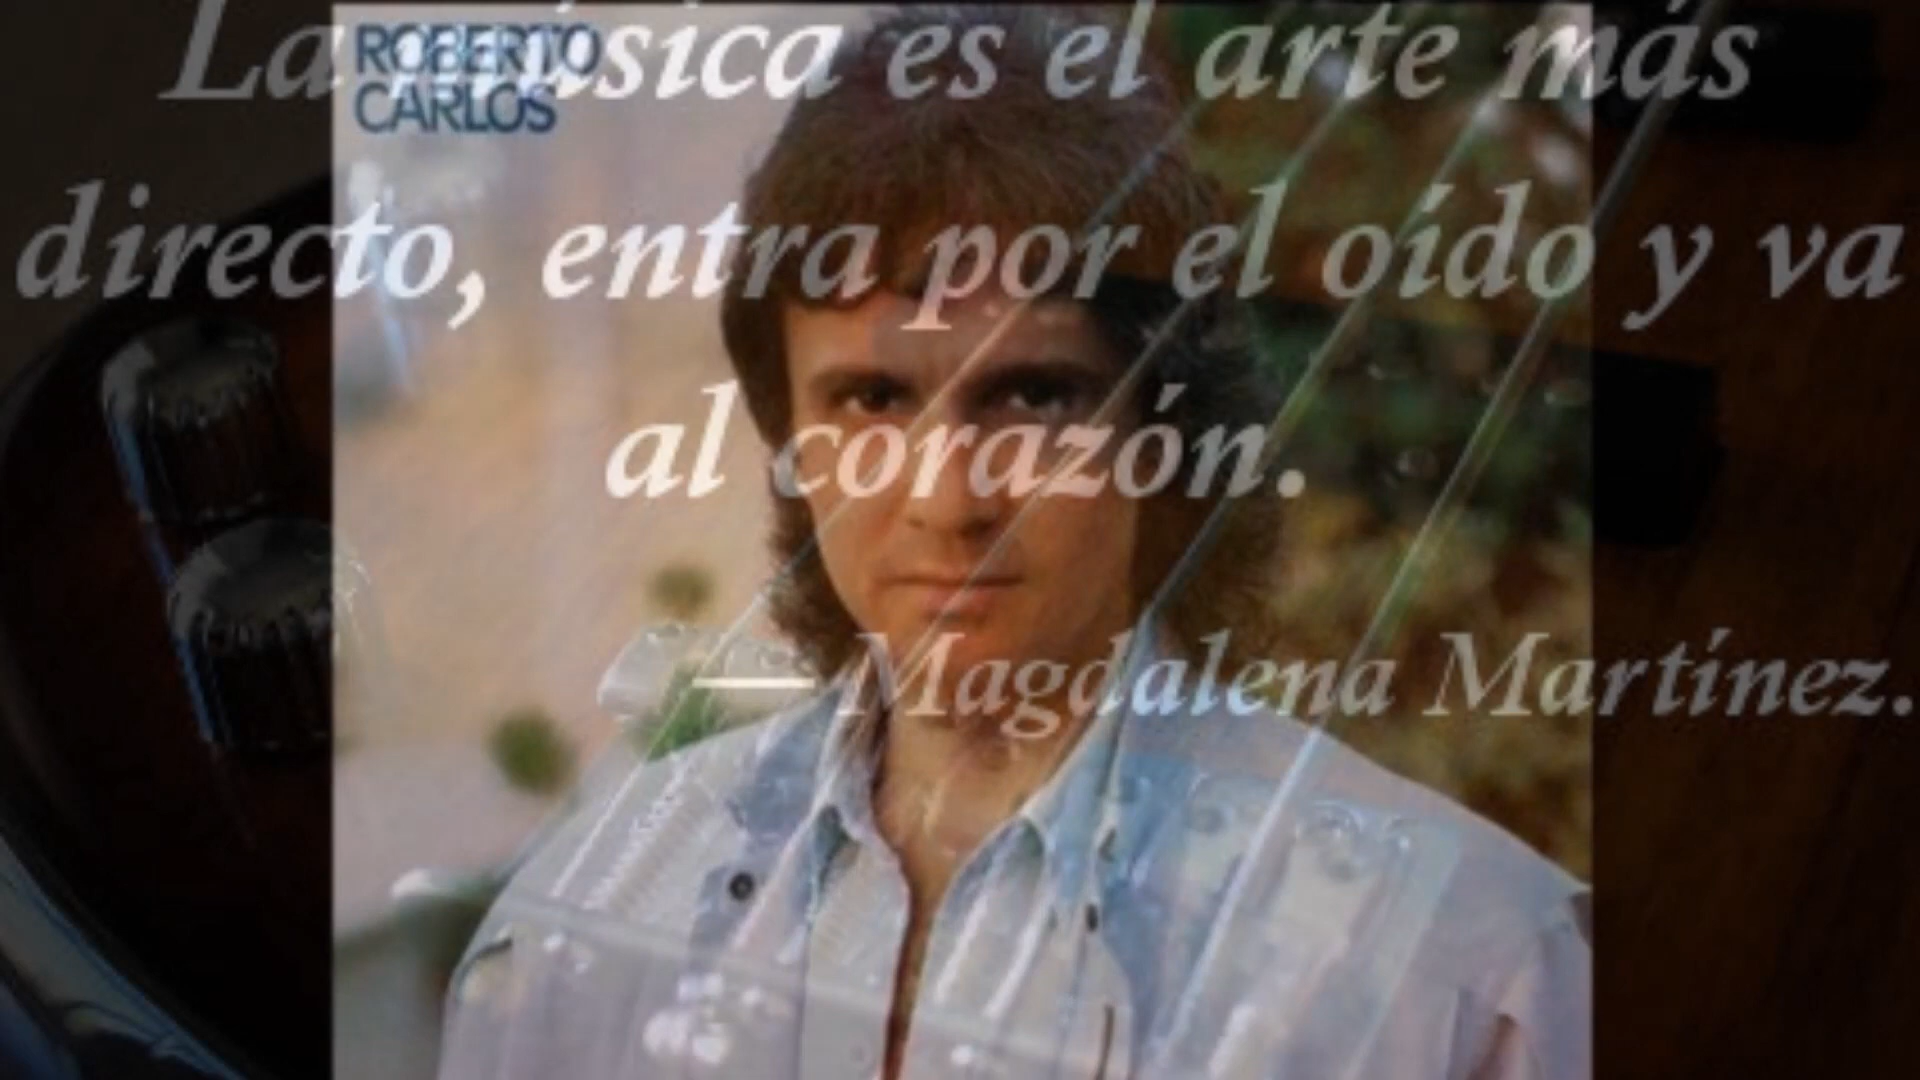 ROBERTO
CARLOS
La música es el arte más
directo, entra por el oído y va
al corazón.
— Magdalena Martínez.